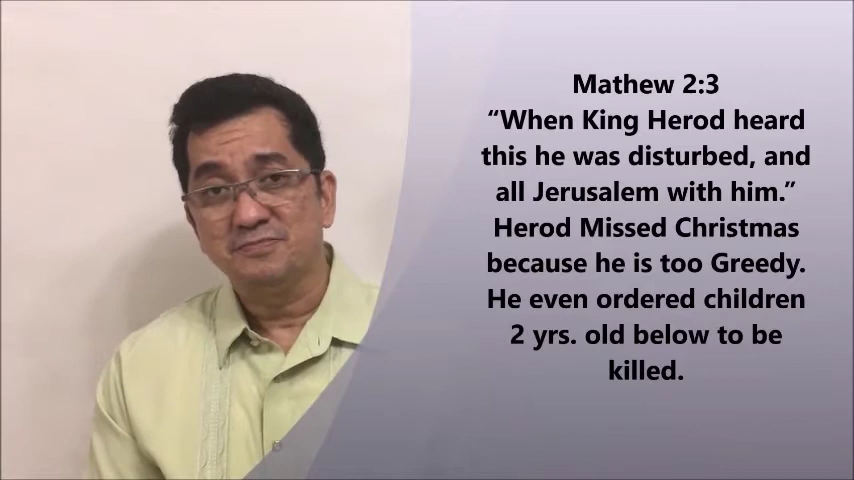 Mathew 2:3
“When King Herod heard
this he was disturbed, and
all Jerusalem with him.”
Herod Missed Christmas
because he is too Greedy.
He even ordered children
2 yrs. old below to be
killed.